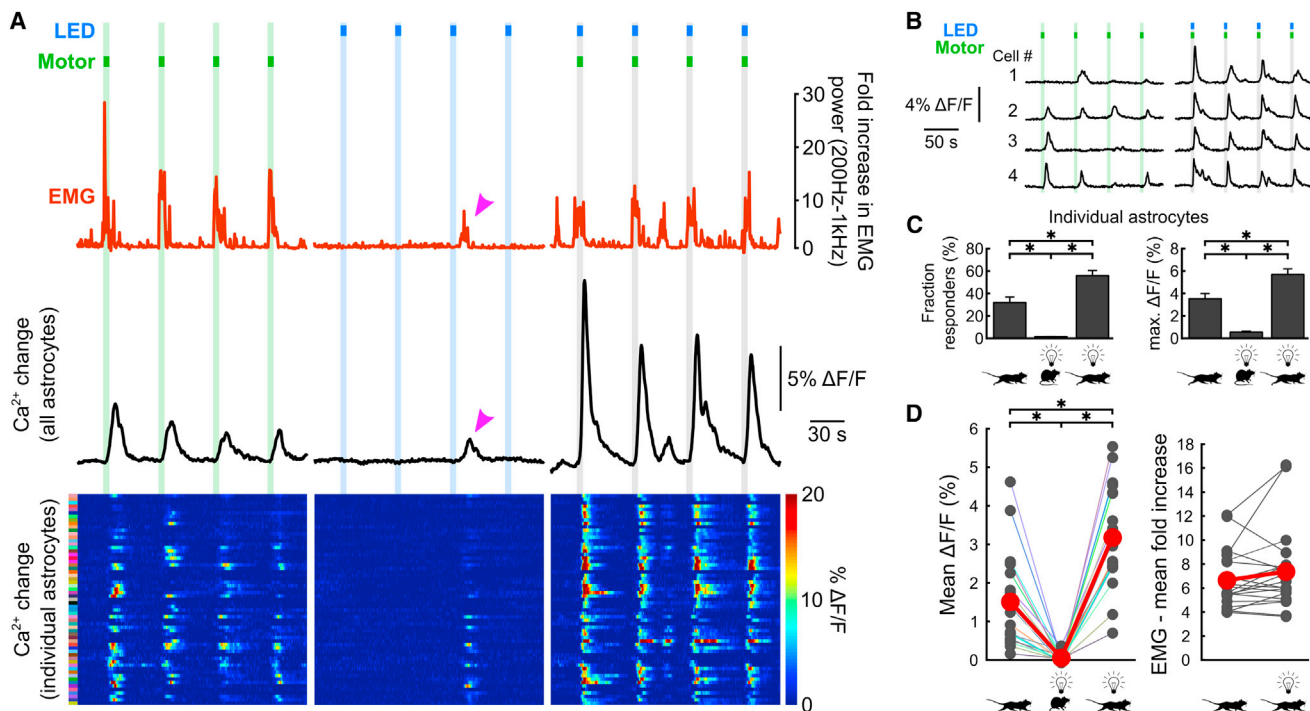 A
LED
Motor
EMG
30
20
10
0
Fold increase in EMG
power (200Hz-1kHz)
Ca²⁺ change
(all astrocytes)
5% ΔF/F
30 s
Ca²⁺ change
(individual astrocytes)
20
10
0
% ΔF/F
B
LED
Motor
Cell #
1
2
3
4
4% ΔF/F
50 s
Individual astrocytes
C
Fraction
responders (%)
80
60
40
20
0
* * *
max. ΔF/F (%)
8
6
4
2
0
* * *
D
Mean ΔF/F (%)
6
5
4
3
2
1
0
* * *
EMG - mean fold increase
18
16
14
12
10
8
6
4
2
0